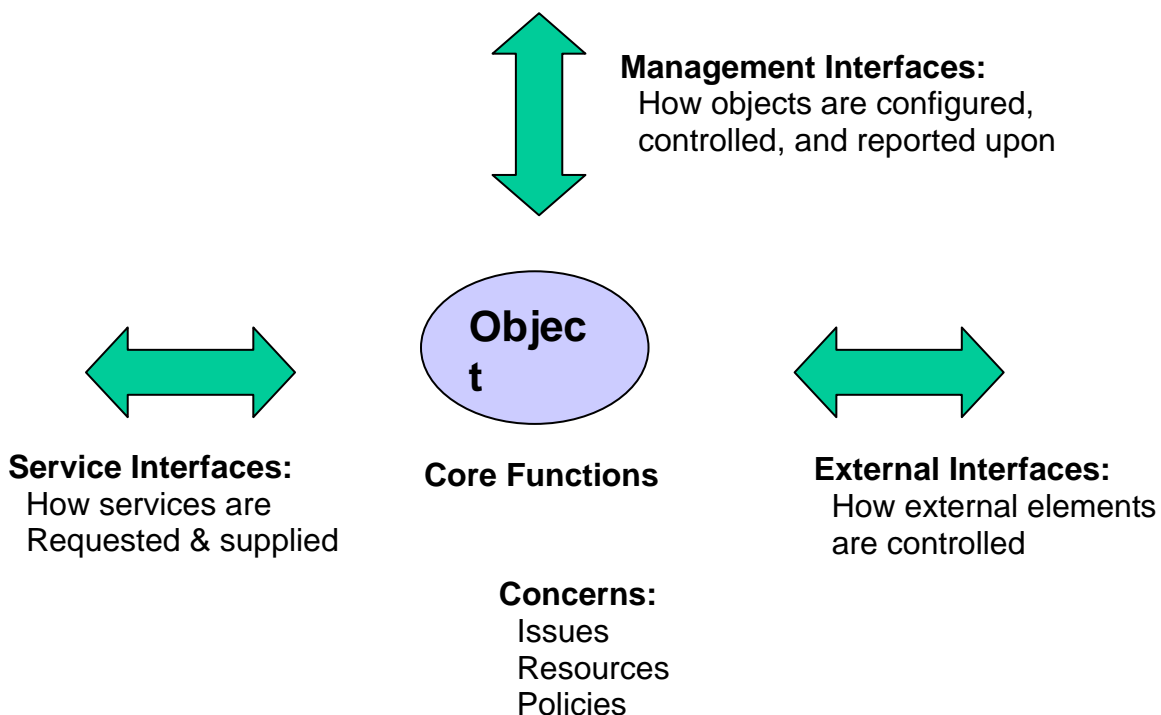 Management Interfaces:
How objects are configured,
controlled, and reported upon
Objec
t
Service Interfaces:
How services are
Requested & supplied
Core Functions
External Interfaces:
How external elements
are controlled
Concerns:
Issues
Resources
Policies